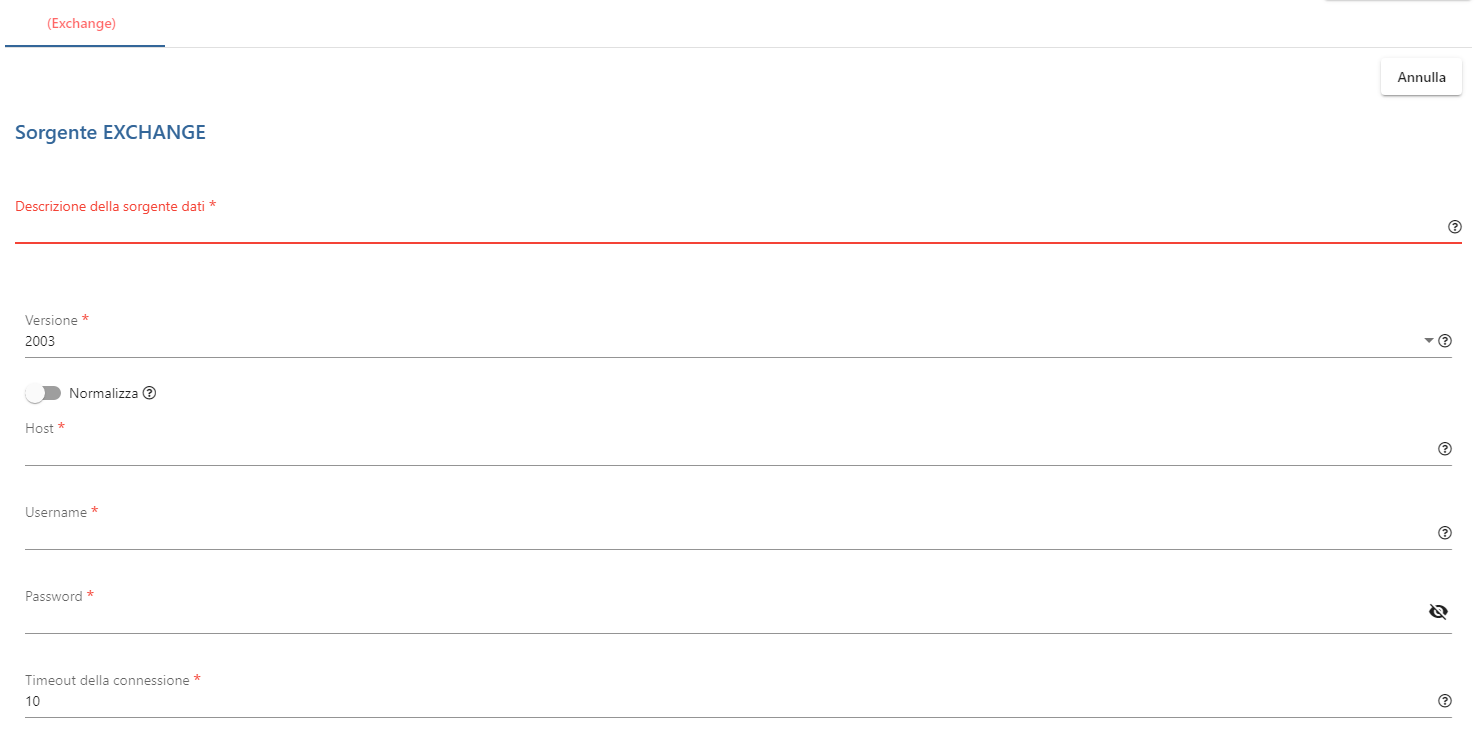 (Exchange)
Annulla
Sorgente EXCHANGE
Descrizione della sorgente dati *
Versione *
2003
Normalizza
Host *
Username *
Password *
Timeout della connessione *
10